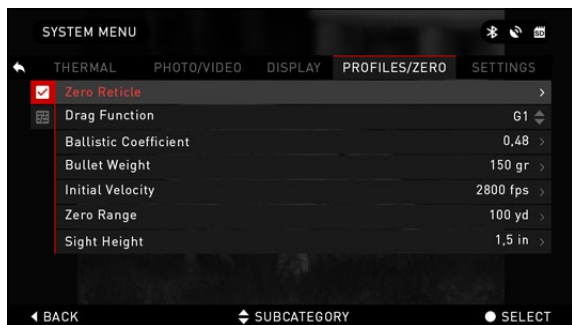 SYSTEM MENU
SD
THERMAL PHOTO/VIDEO DISPLAY PROFILES/ZERO SETTINGS
Zero Reticle
Drag Function G1
Ballistic Coefficient 0,48
Bullet Weight 150 gr
Initial Velocity 2800 fps
Zero Range 100 yd
Sight Height 1,5 in
BACK SUBCATEGORY SELECT